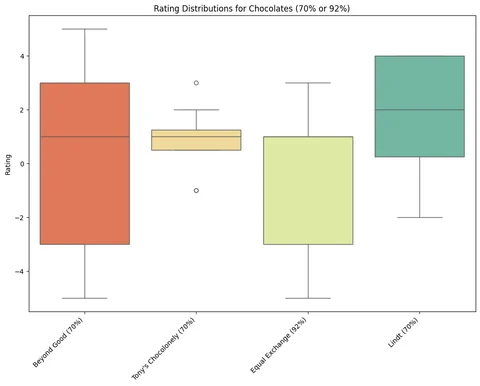 Rating Distributions for Chocolates (70% or 92%)
Rating
4
2
0
−2
−4
Beyond Good (70%)
Tony's Chocolonely (70%)
Equal Exchange (92%)
Lindt (70%)